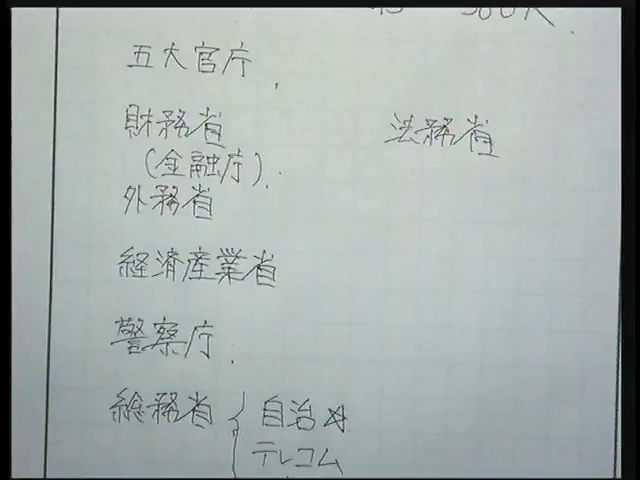 五大官庁
財務省 法務省
(金融庁)
外務省
経済産業省
警察庁
総務省 { 自治
テレコム